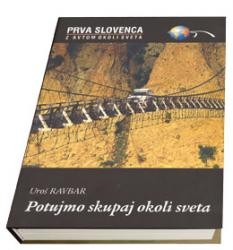 PRVA SLOVENCA
Z AVTOM OKOLI SVETA
Uroš RAVBAR
Potujmo skupaj okoli sveta